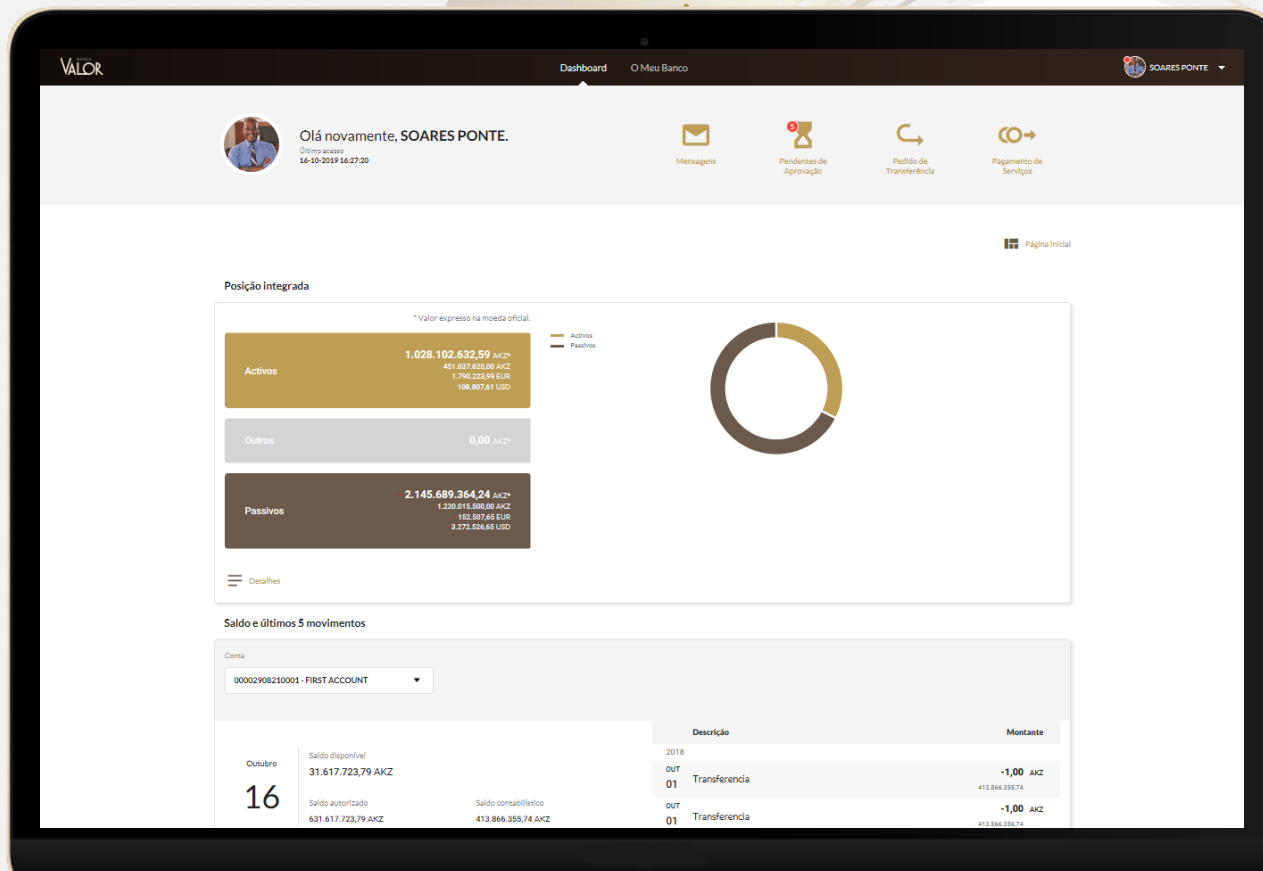 BANCO
VALOR
Dashboard
O Meu Banco
SOARES PONTE
Olá novamente, SOARES PONTE.
Último acesso
16-10-2019 16:27:20
Mensagens
5
Pendentes de
Aprovação
Pedido de
Transferência
Pagamento de
Serviços
Página Inicial
Posição integrada
* Valor expresso na moeda oficial.
Activos
1.028.102.632,59 AKZ*
451.037.825,00 AKZ
1.790.223,99 EUR
108.807,61 USD
Outros
0,00 AKZ*
Passivos
2.145.689.364,24 AKZ*
1.220.015.500,00 AKZ
152.507,65 EUR
3.272.526,65 USD
Activos
Passivos
Detalhes
Saldo e últimos 5 movimentos
Conta
00002908210001 - FIRST ACCOUNT
Outubro
16
Saldo disponível
31.617.723,79 AKZ
Saldo autorizado
631.617.723,79 AKZ
Saldo contabilístico
413.866.355,74 AKZ
Descrição
Montante
2018
OUT
01
Transferencia
-1,00 AKZ
413.866.355,74
OUT
01
Transferencia
-1,00 AKZ
413.866.356,74